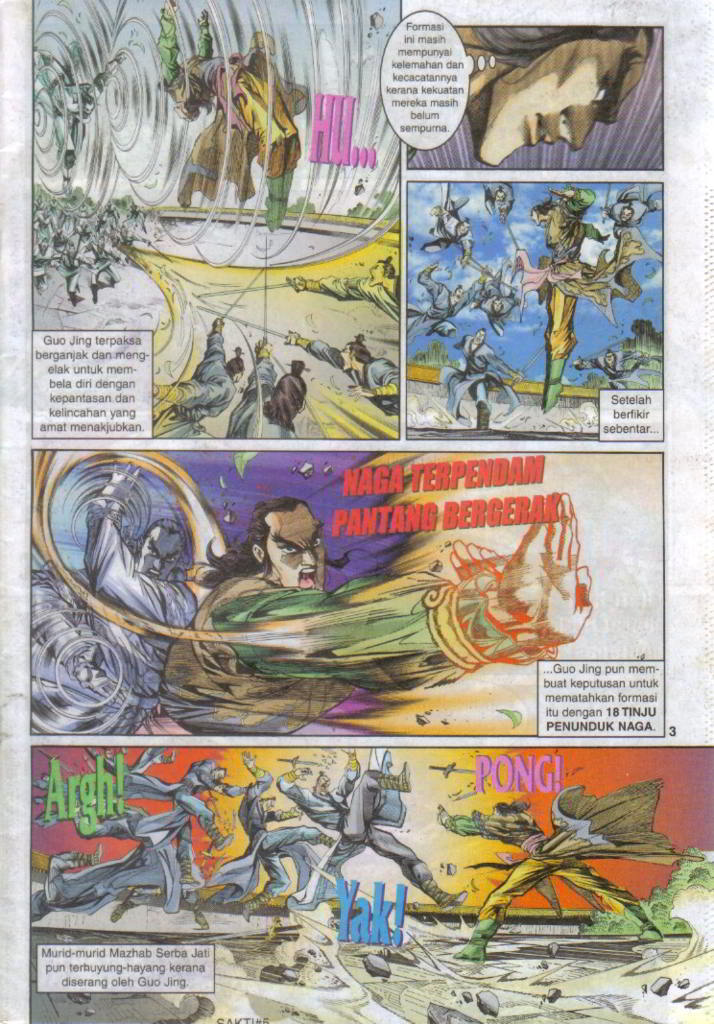 HU...
Formasi
ini masih
mempunyai
kelemahan dan
kecacatannya
kerana kekuatan
mereka masih
belum
sempurna.
Guo Jing terpaksa
berganjak dan meng-
elak untuk mem-
bela diri dengan
kepantasan dan
kelincahan yang
amat menakjubkan.
Setelah
berfikir
sebentar...
NAGA TERPENDAM
PANTANG BERGERAK
...Guo Jing pun mem-
buat keputusan untuk
mematahkan formasi
itu dengan 18 TINJU
PENUNDUK NAGA.
3
Argh!
PONG!
Yak!
Murid-murid Mazhab Serba Jati
pun terhuyung-hayang kerana
diserang oleh Guo Jing.
SAKTI#5